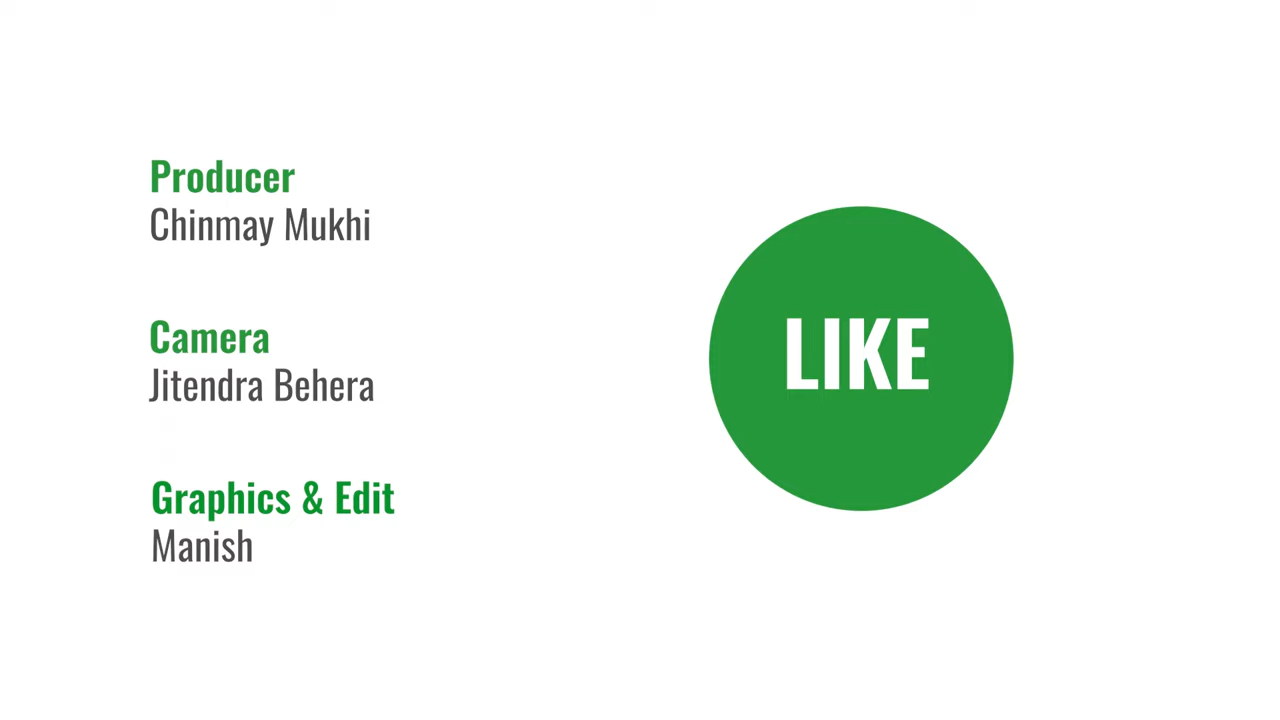 Producer
Chinmay Mukhi
Camera
Jitendra Behera
Graphics & Edit
Manish
LIKE